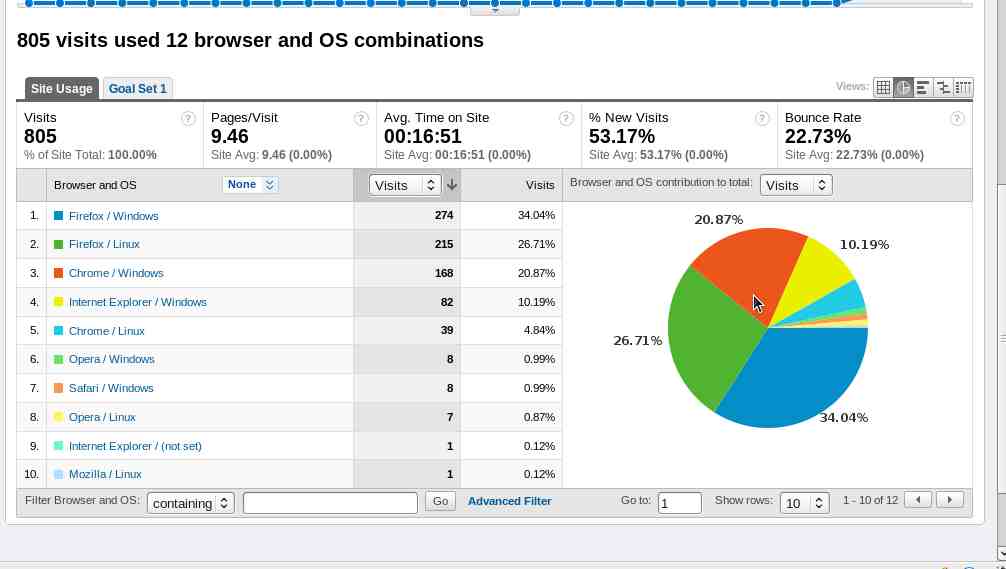 805 visits used 12 browser and OS combinations
Site Usage Goal Set 1 Views:
Visits ? Pages/Visit ? Avg. Time on Site ? % New Visits ? Bounce Rate ?
805 9.46 00:16:51 53.17% 22.73%
% of Site Total: 100.00% Site Avg: 9.46 (0.00%) Site Avg: 00:16:51 (0.00%) Site Avg: 53.17% (0.00%) Site Avg: 22.73% (0.00%)
Browser and OS None Visits Visits Browser and OS contribution to total: Visits
1. Firefox / Windows 274 34.04%
2. Firefox / Linux 215 26.71%
3. Chrome / Windows 168 20.87%
4. Internet Explorer / Windows 82 10.19%
5. Chrome / Linux 39 4.84%
6. Opera / Windows 8 0.99%
7. Safari / Windows 8 0.99%
8. Opera / Linux 7 0.87%
9. Internet Explorer / (not set) 1 0.12%
10. Mozilla / Linux 1 0.12%
20.87%
10.19%
26.71%
34.04%
Filter Browser and OS: containing Go Advanced Filter Go to: 1 Show rows: 10 1 - 10 of 12